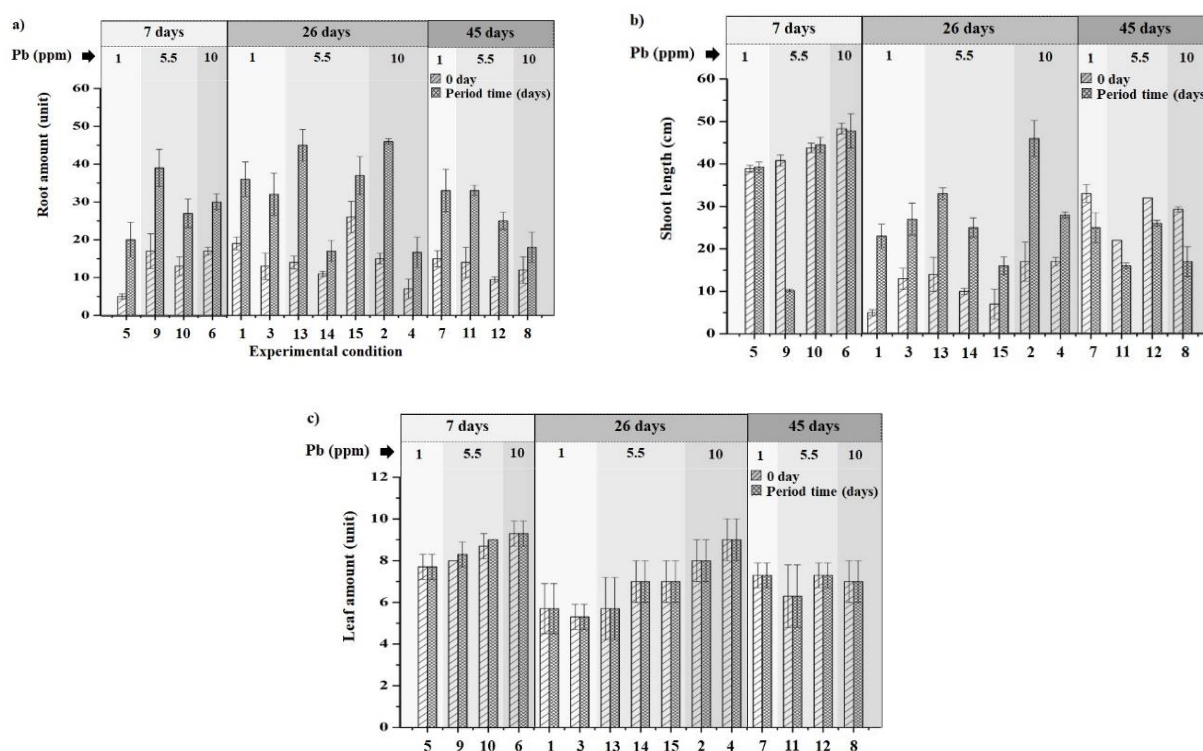 a)
7 days 26 days 45 days
Pb (ppm) 1 5.5 10 1 5.5 10 1 5.5 10
0 day
Period time (days)
Root amount (unit)
60
50
40
30
20
10
0
5 9 10 6 1 3 13 14 15 2 4 7 11 12 8
Experimental condition
b)
7 days 26 days 45 days
Pb (ppm) 1 5.5 10 1 5.5 10 1 5.5 10
0 day
Period time (days)
Shoot length (cm)
60
50
40
30
20
10
0
5 9 10 6 1 3 13 14 15 2 4 7 11 12 8
c)
7 days 26 days 45 days
Pb (ppm) 1 5.5 10 1 5.5 10 1 5.5 10
0 day
Period time (days)
Leaf amount (unit)
12
10
8
6
4
2
0
5 9 10 6 1 3 13 14 15 2 4 7 11 12 8